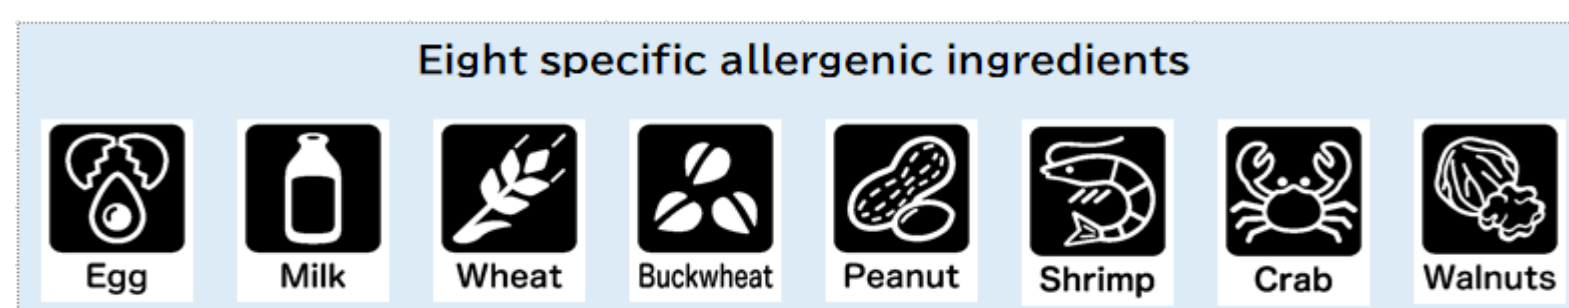 Eight specific allergenic ingredients
Egg Milk Wheat Buckwheat Peanut Shrimp Crab Walnuts